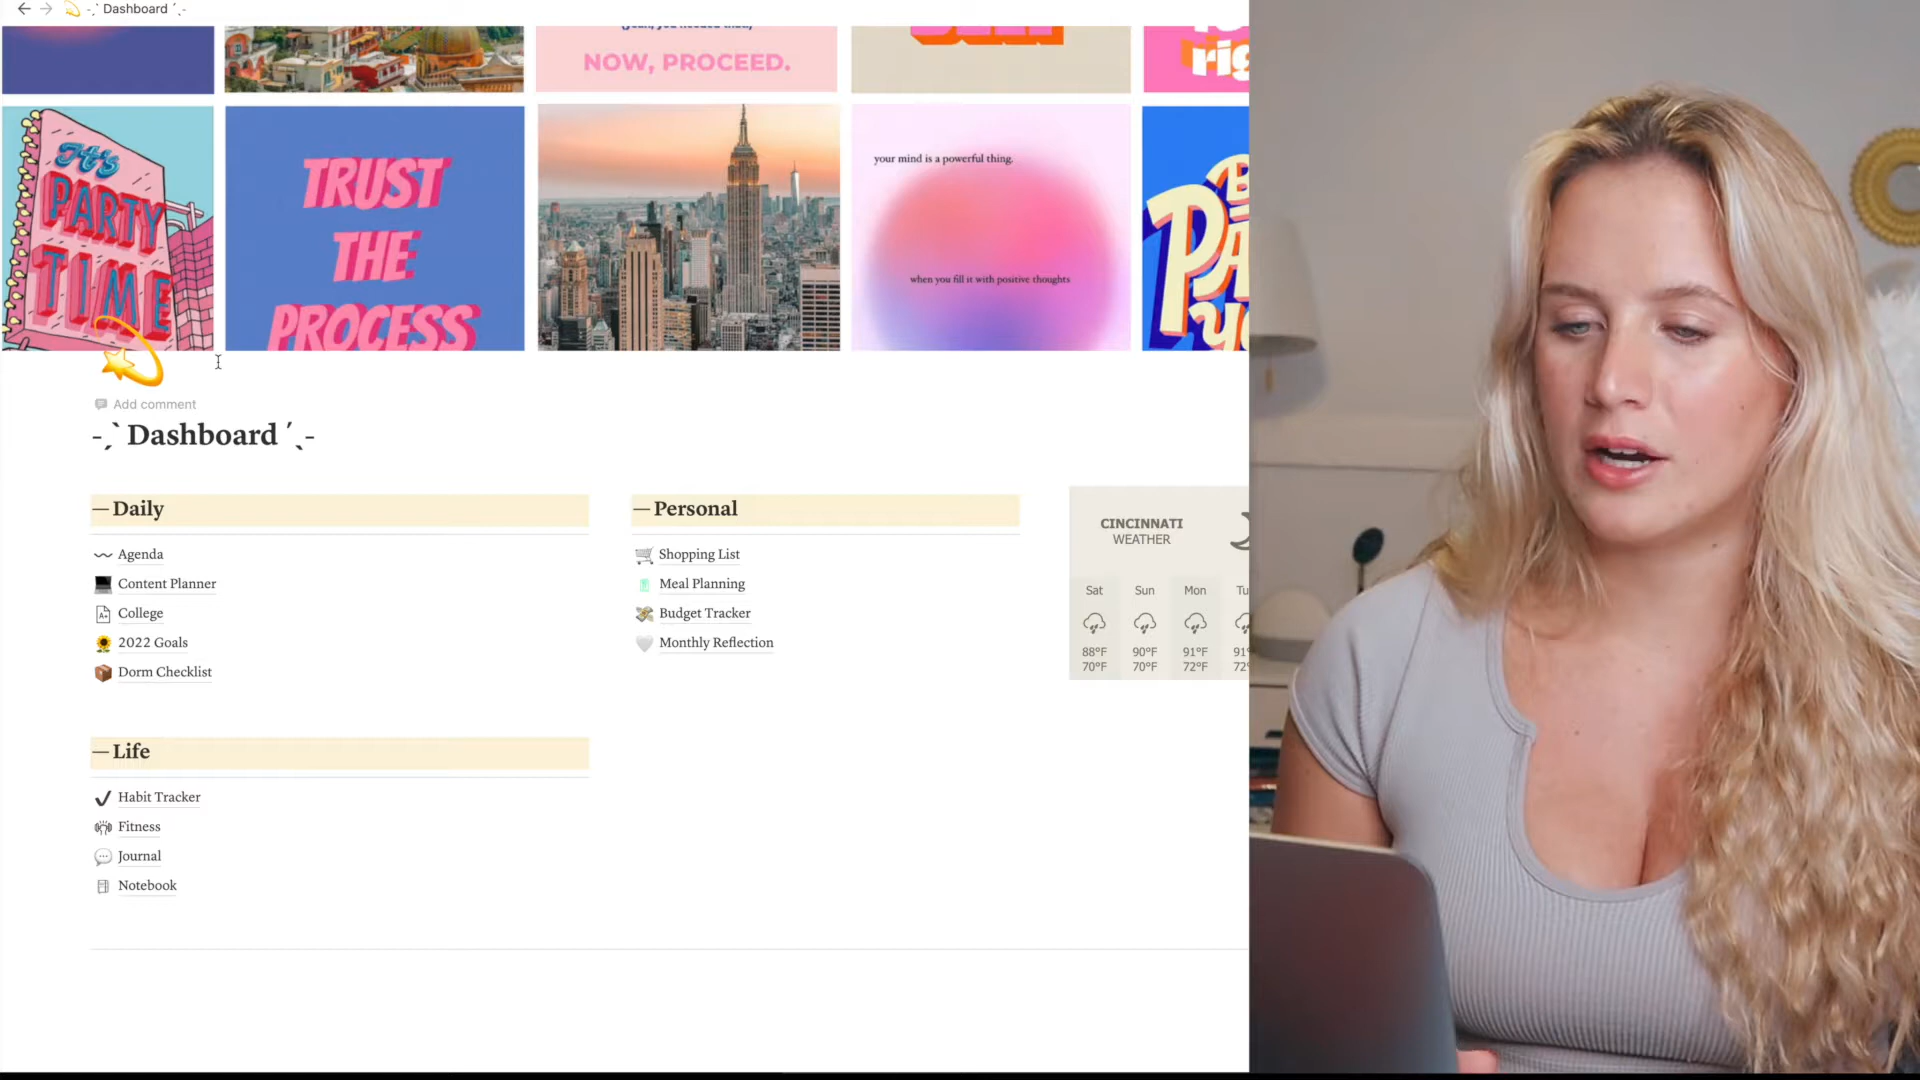 -ˏˋ Dashboard ˊˎ-
NOW, PROCEED.
It's
PARTY
TIME
TRUST
THE
PROCESS
your mind is a powerful thing.
when you fill it with positive thoughts
Add comment
-ˏˋ Dashboard ˊˎ-
— Daily
Agenda
Content Planner
College
2022 Goals
Dorm Checklist
— Personal
Shopping List
Meal Planning
Budget Tracker
Monthly Reflection
CINCINNATI
WEATHER
Sat Sun Mon Tu
88°F 90°F 91°F 91°
70°F 70°F 72°F 72°
— Life
Habit Tracker
Fitness
Journal
Notebook